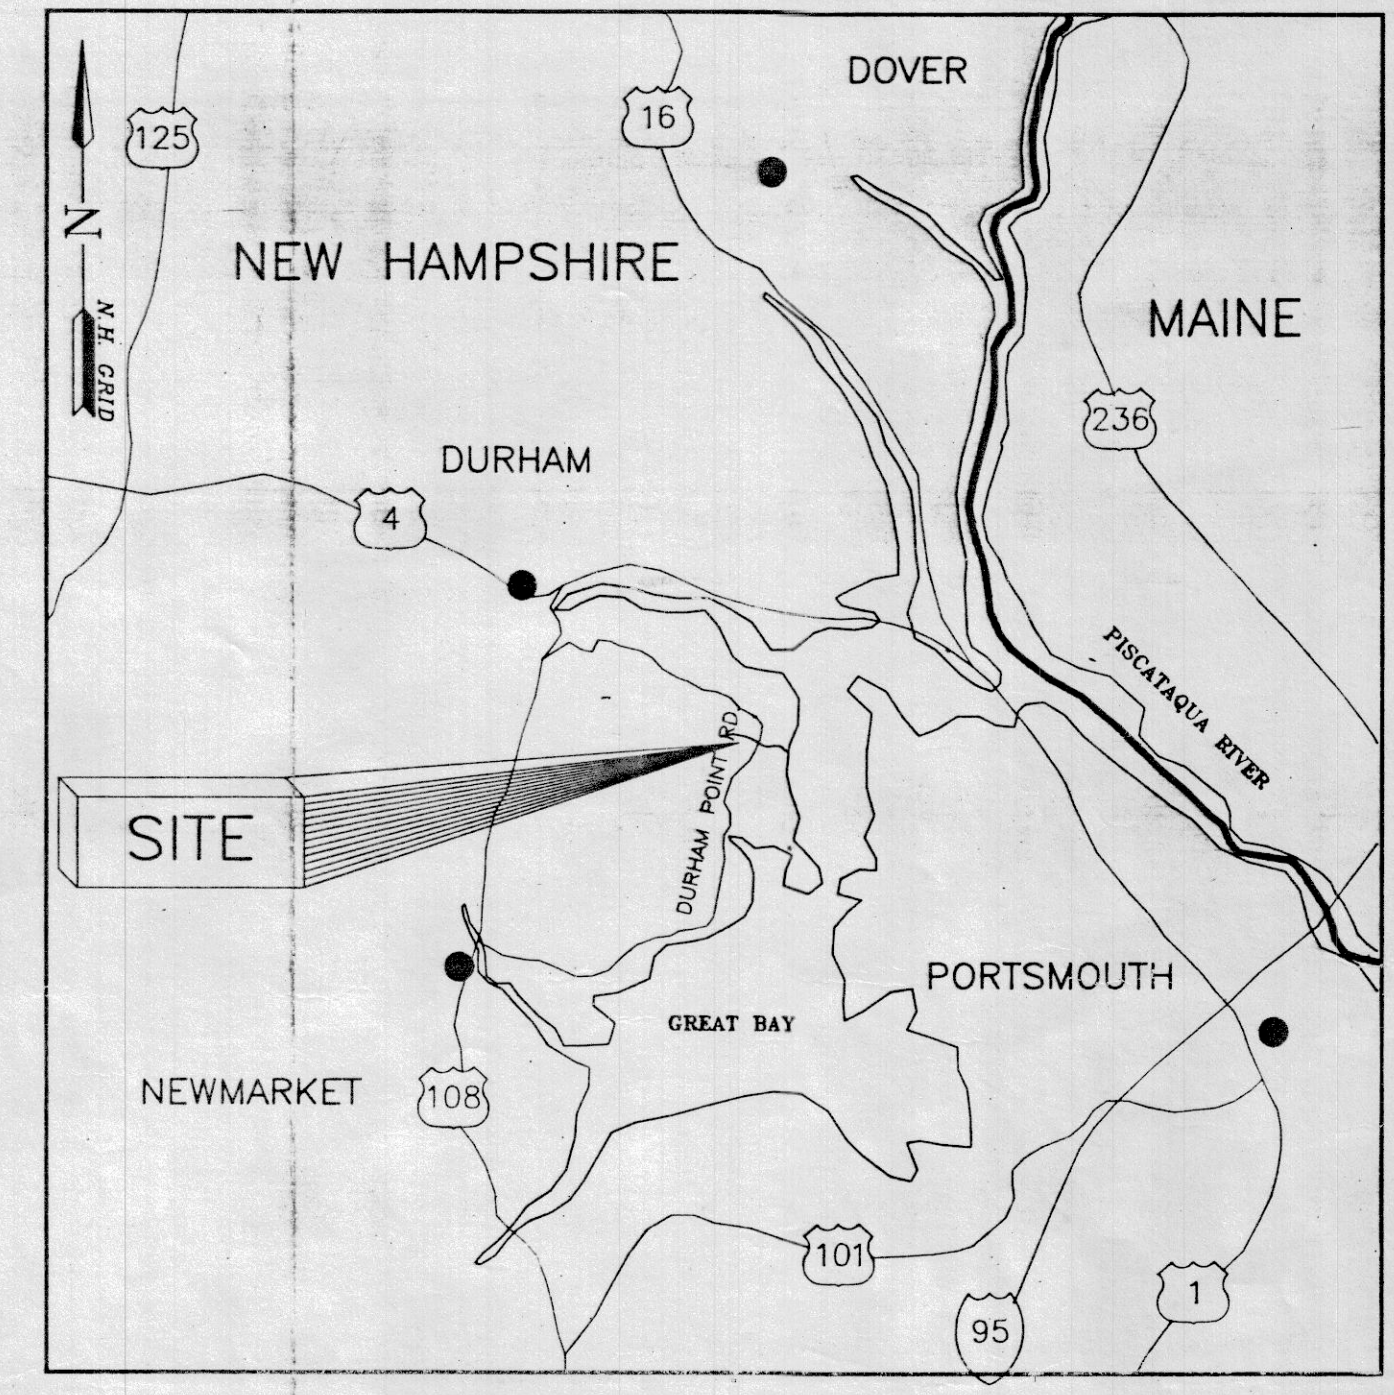 DOVER
16
125
N
NEW HAMPSHIRE
N.H. GRID
MAINE
236
DURHAM
4
PISCATAQUA RIVER
DURHAM POINT RD
SITE
PORTSMOUTH
GREAT BAY
NEWMARKET
108
101
1
95